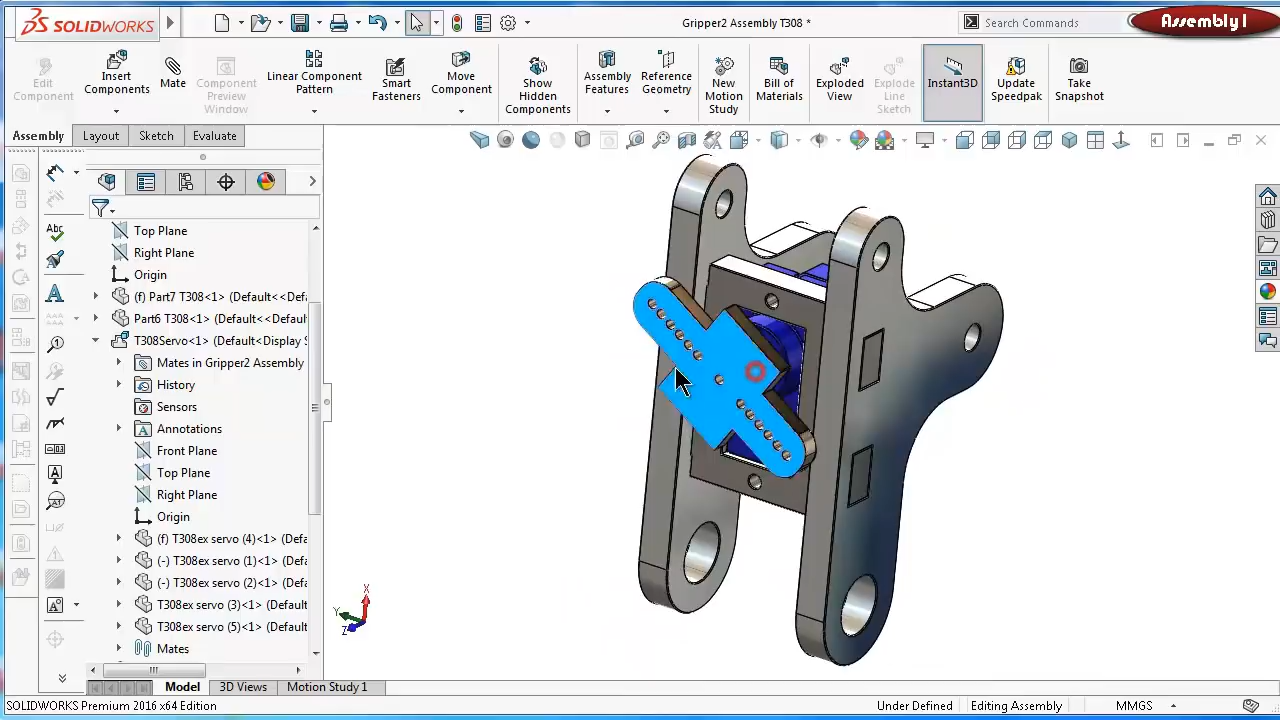 SOLIDWORKS
Gripper2 Assembly T308 *
Search Commands
Assembly1
Edit Component
Insert Components
Mate
Component Preview Window
Linear Component Pattern
Smart Fasteners
Move Component
Show Hidden Components
Assembly Features
Reference Geometry
New Motion Study
Bill of Materials
Exploded View
Explode Line Sketch
Instant3D
Update Speedpak
Take Snapshot
Assembly
Layout
Sketch
Evaluate
Top Plane
Right Plane
Origin
(f) Part7 T308<1> (Default<<Defa
Part6 T308<1> (Default<<Default
T308Servo<1> (Default<Display S
Mates in Gripper2 Assembly
History
Sensors
Annotations
Front Plane
Top Plane
Right Plane
Origin
(f) T308ex servo (4)<1> (Defa
(-) T308ex servo (1)<1> (Defa
(-) T308ex servo (2)<1> (Defa
T308ex servo (3)<1> (Default
T308ex servo (5)<1> (Default
Mates
X
Y
Z
Model
3D Views
Motion Study 1
SOLIDWORKS Premium 2016 x64 Edition
Under Defined
Editing Assembly
MMGS